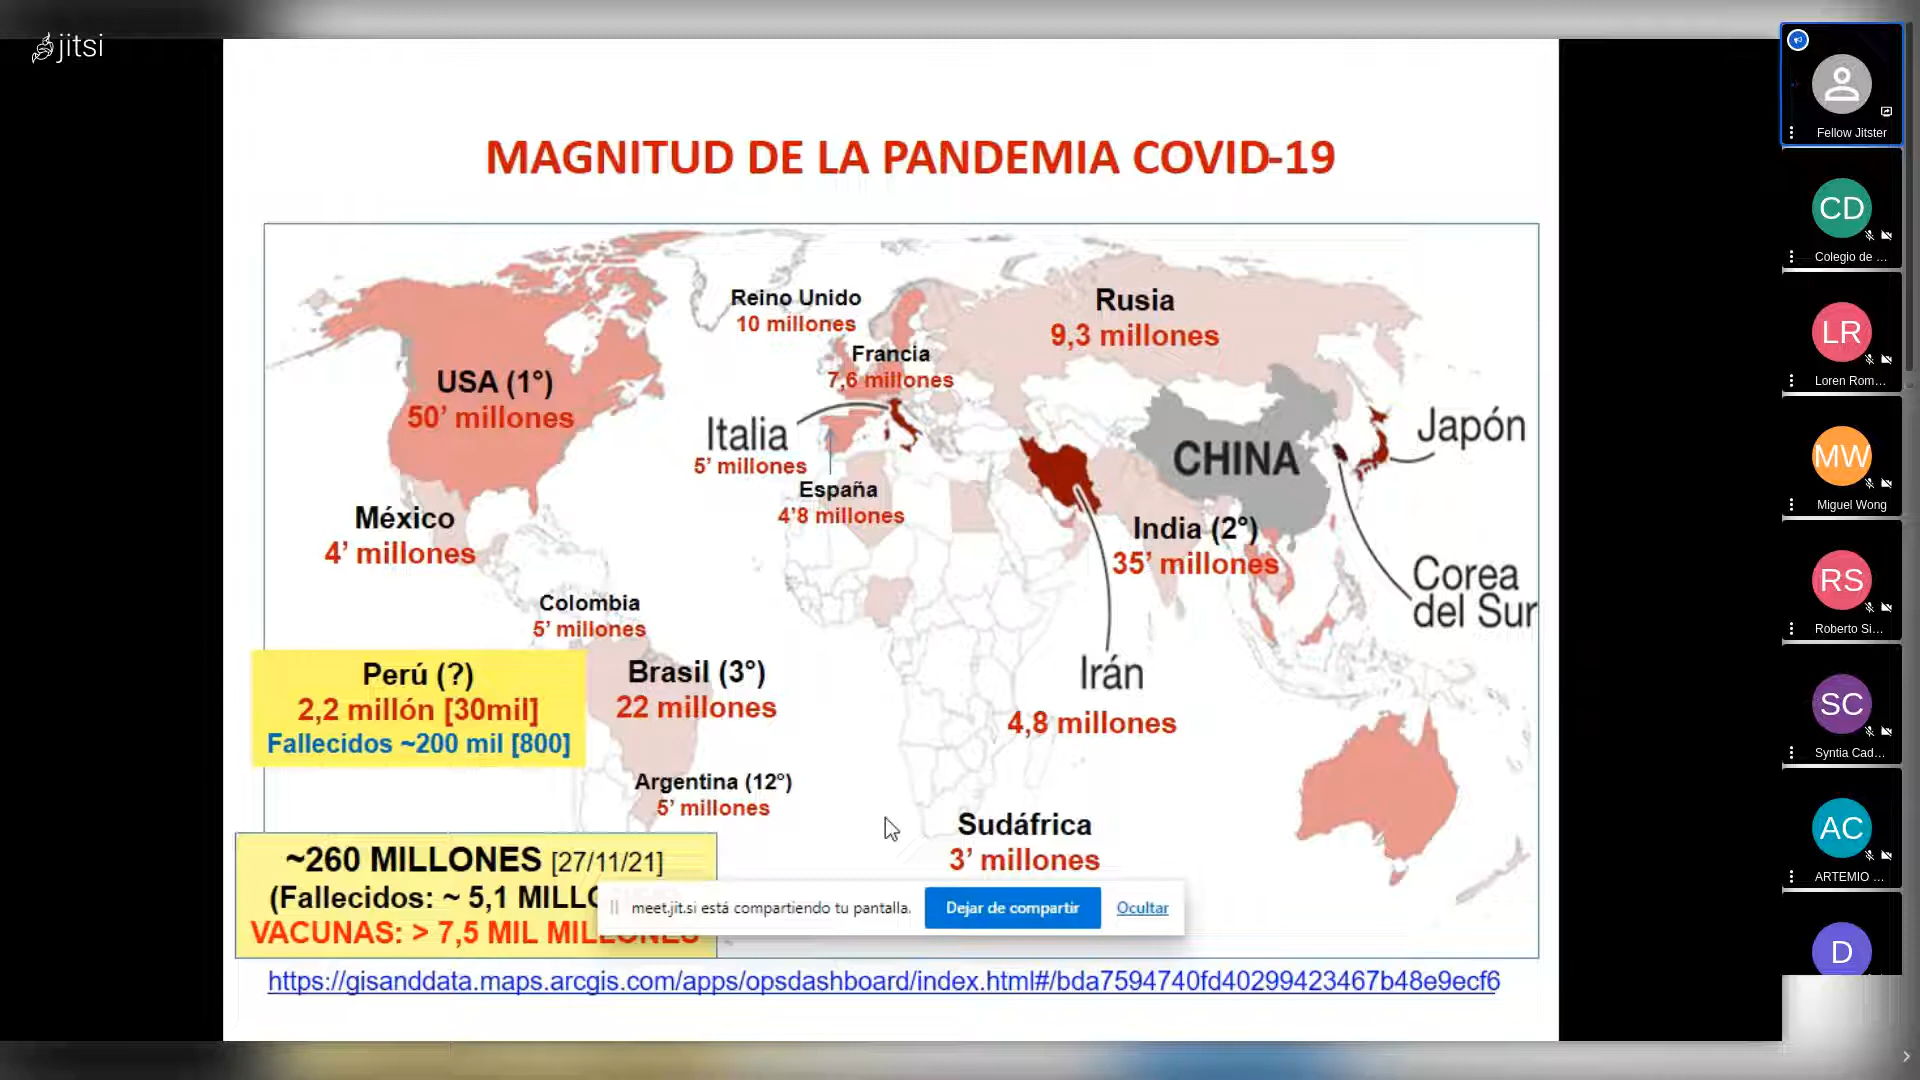 jitsi
MAGNITUD DE LA PANDEMIA COVID-19
Reino Unido
10 millones
Rusia
9,3 millones
Francia
7,6 millones
USA (1°)
50’ millones
Italia
5’ millones
Japón
CHINA
España
4’8 millones
México
4’ millones
India (2°)
35’ millones
Corea
del Sur
Colombia
5’ millones
Perú (?)
2,2 millón [30mil]
Fallecidos ~200 mil [800]
Brasil (3°)
22 millones
Irán
4,8 millones
Argentina (12°)
5’ millones
Sudáfrica
3’ millones
~260 MILLONES [27/11/21]
(Fallecidos: ~ 5,1 MILLO
VACUNAS: > 7,5 MIL MILLONES
meet.jit.si está compartiendo tu pantalla.
Dejar de compartir
Ocultar
https://gisanddata.maps.arcgis.com/apps/opsdashboard/index.html#/bda7594740fd40299423467b48e9ecf6
Fellow Jitster
CD
Colegio de ...
LR
Loren Rom...
MW
Miguel Wong
RS
Roberto Si...
SC
Syntia Cad...
AC
ARTEMIO ...
D